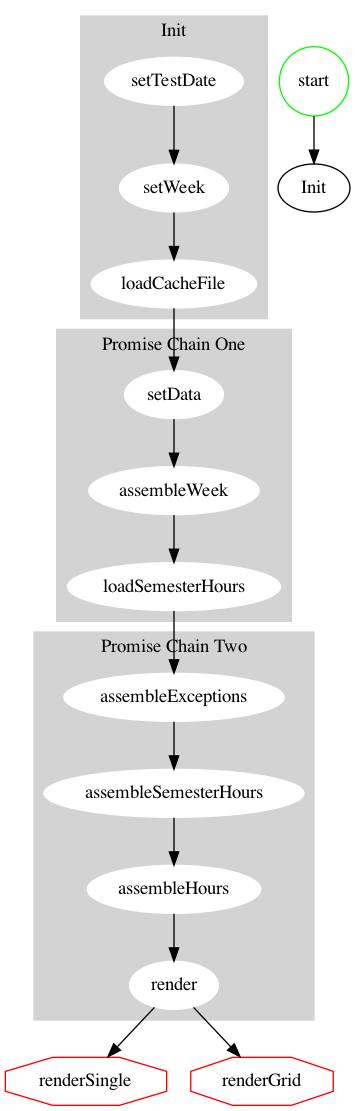 Init
setTestDate
start
setWeek
Init
loadCacheFile
Promise Chain One
setData
assembleWeek
loadSemesterHours
Promise Chain Two
assembleExceptions
assembleSemesterHours
assembleHours
render
renderSingle
renderGrid